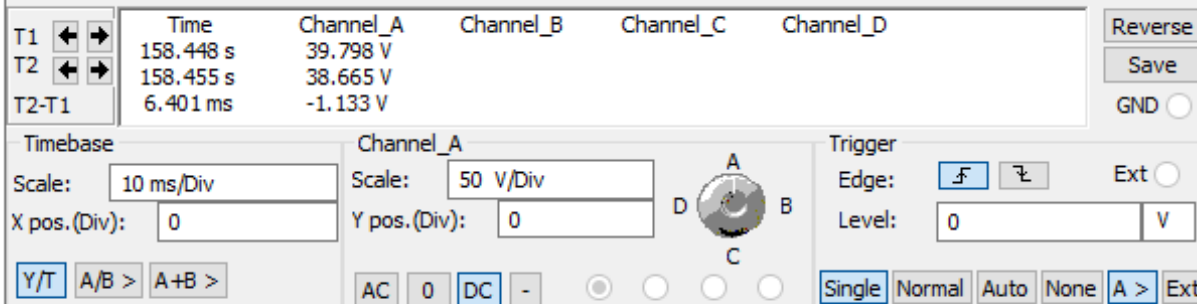 Time Channel_A Channel_B Channel_C Channel_D Reverse
T1 158.448 s 39.798 V
T2 158.455 s 38.665 V Save
T2-T1 6.401 ms -1.133 V GND
Timebase Channel_A Trigger
Scale: 10 ms/Div Scale: 50 V/Div A Edge: Ext
X pos.(Div): 0 Y pos.(Div): 0 D B Level: 0 V
C
Y/T A/B > A+B > AC 0 DC - Single Normal Auto None A > Ext